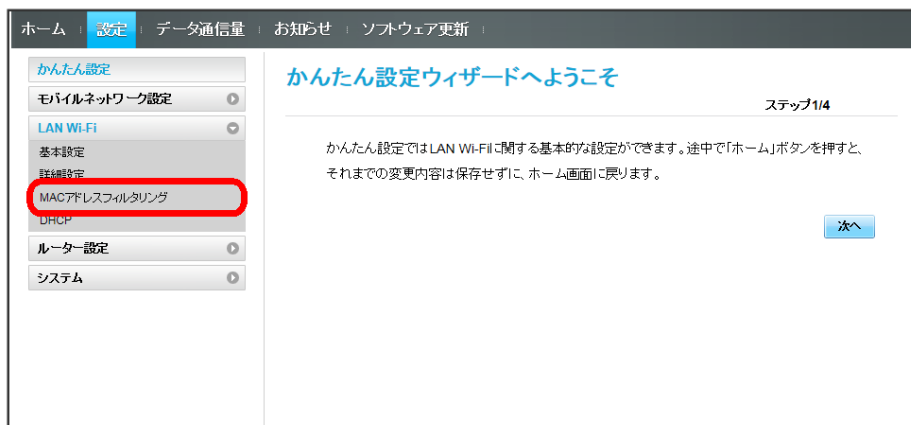 ホーム 設定 データ通信量 お知らせ ソフトウェア更新
かんたん設定
モバイルネットワーク設定
LAN Wi-Fi
基本設定
詳細設定
MACアドレスフィルタリング
DHCP
ルーター設定
システム
かんたん設定ウィザードへようこそ
ステップ1/4
かんたん設定ではLAN Wi-Fiに関する基本的な設定ができます。途中で「ホーム」ボタンを押すと、
それまでの変更内容は保存せずに、ホーム画面に戻ります。
次へ